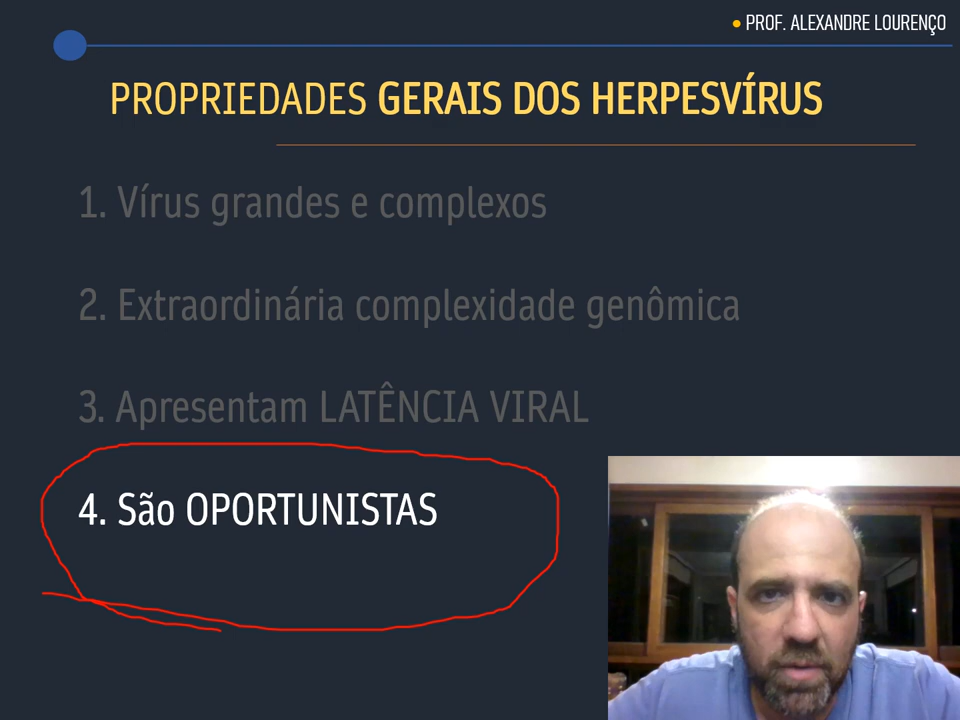 • PROF. ALEXANDRE LOURENÇO
PROPRIEDADES GERAIS DOS HERPESVÍRUS
1. Vírus grandes e complexos
2. Extraordinária complexidade genômica
3. Apresentam LATÊNCIA VIRAL
4. São OPORTUNISTAS